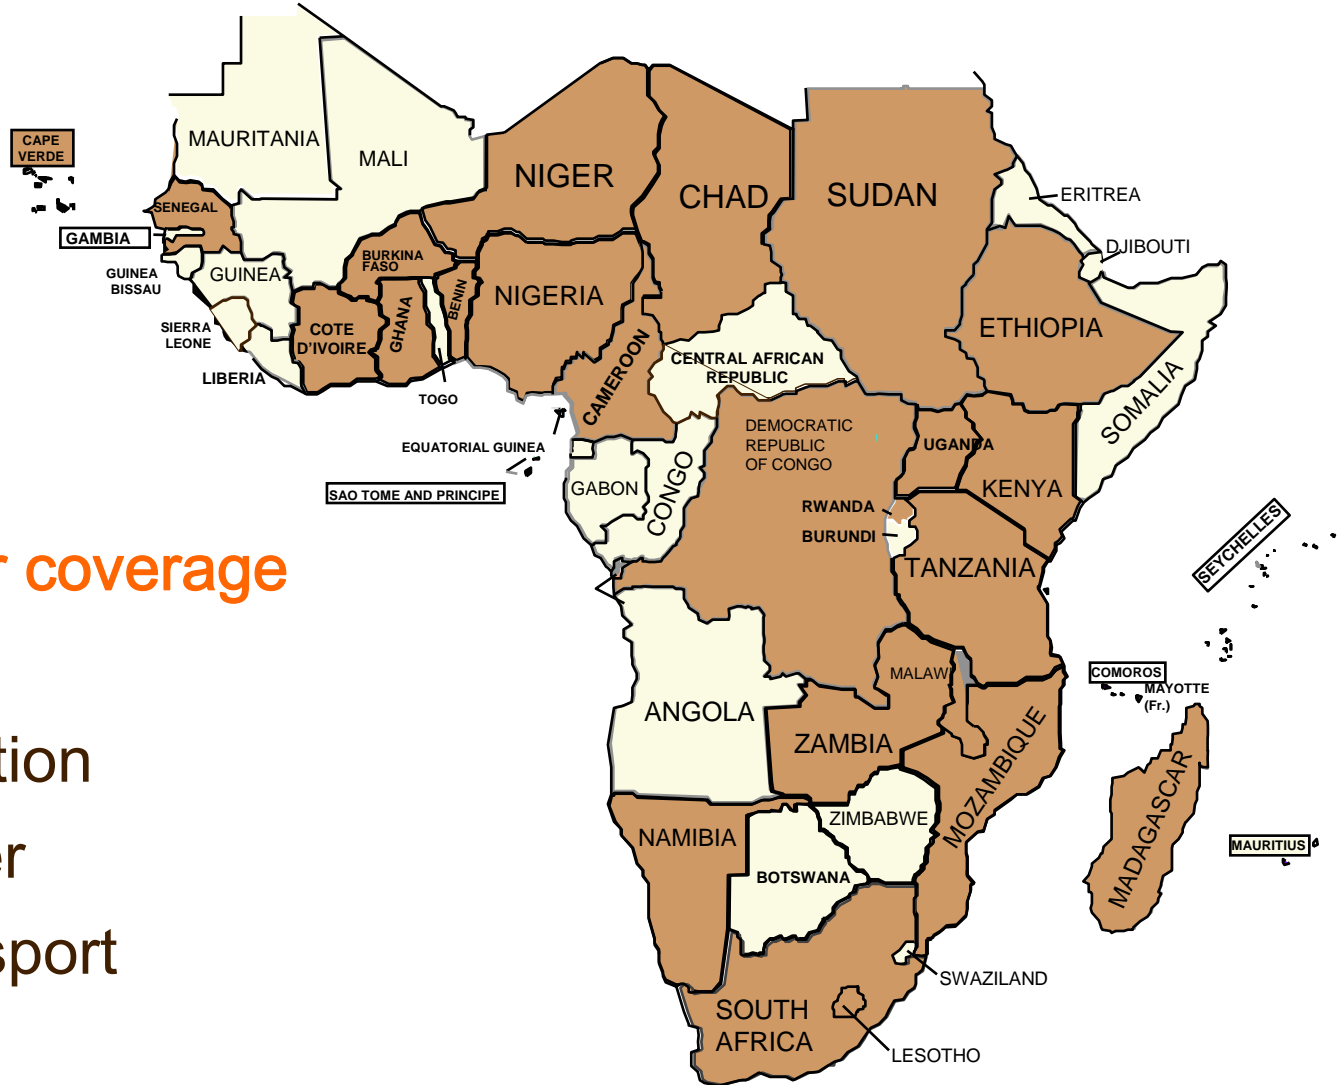 MAURITANIA
MALI
NIGER
CHAD
SUDAN
ERITREA
DJIBOUTI
CAPE
VERDE
SENEGAL
GAMBIA
GUINEA
BISSAU
GUINEA
BURKINA
FASO
BENIN
NIGERIA
SIERRA
LEONE
COTE
D'IVOIRE
GHANA
LIBERIA
TOGO
CAMEROON
CENTRAL AFRICAN
REPUBLIC
ETHIOPIA
SOMALIA
EQUATORIAL GUINEA
SAO TOME AND PRINCIPE
GABON
CONGO
DEMOCRATIC
REPUBLIC
OF CONGO
UGANDA
KENYA
RWANDA
BURUNDI
TANZANIA
SEYCHELLES
r coverage
COMOROS
MAYOTTE
(Fr.)
ANGOLA
MALAWI
ZAMBIA
MOZAMBIQUE
MADAGASCAR
tion
er
sport
ZIMBABWE
NAMIBIA
BOTSWANA
MAURITIUS
SWAZILAND
SOUTH
AFRICA
LESOTHO